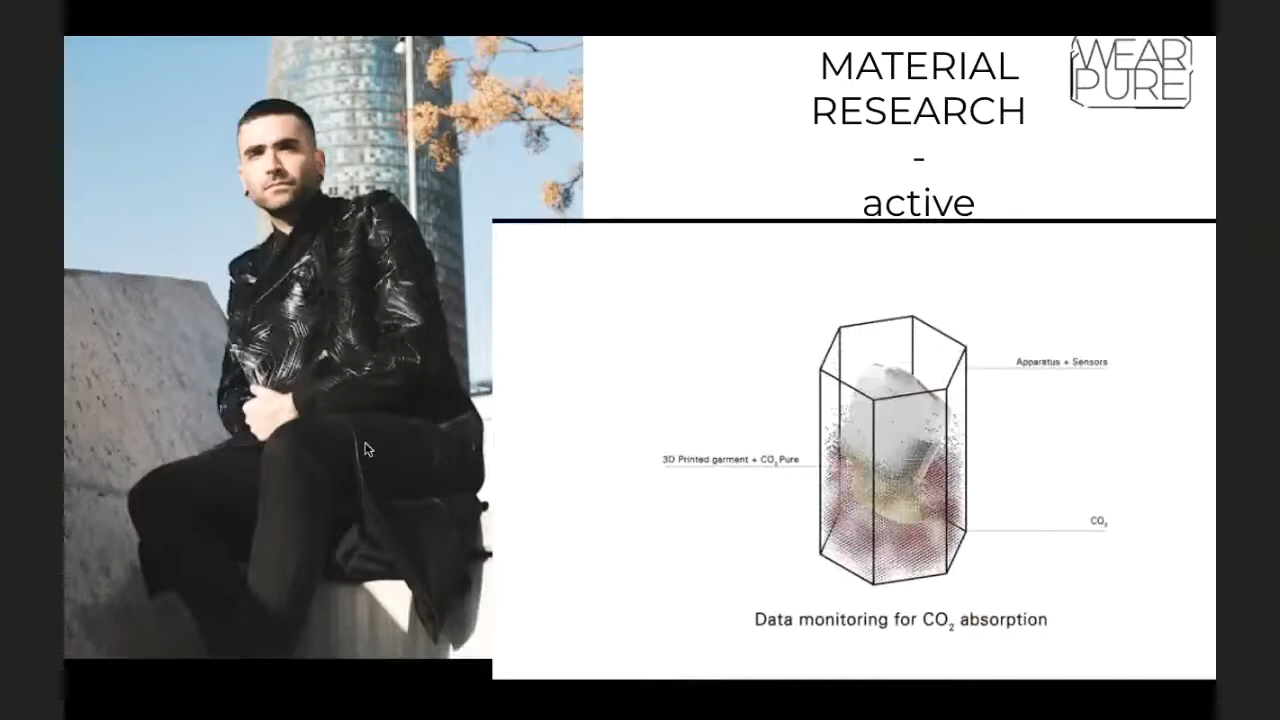 MATERIAL
RESEARCH
-
active
WEAR
PURE
Apparatus + Sensors
3D Printed garment + CO₂ Pure
CO₂
Data monitoring for CO₂ absorption